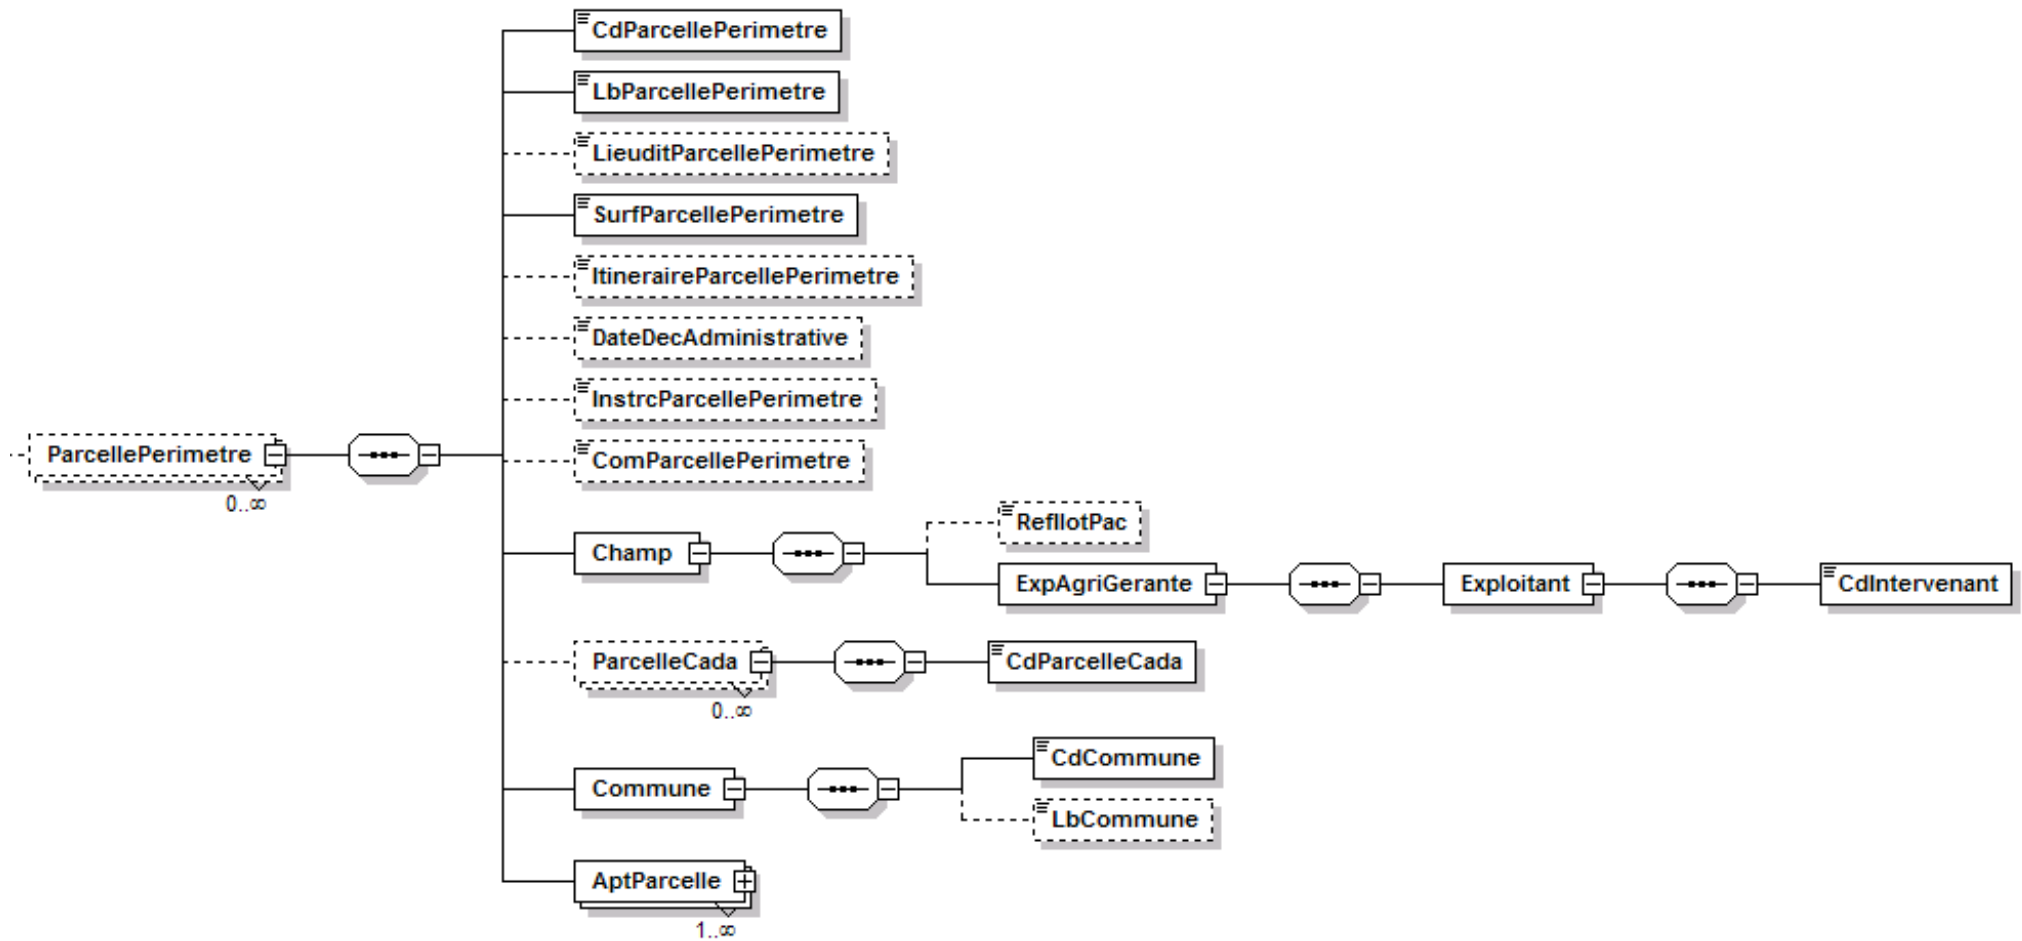 CdParcellePerimetre
LbParcellePerimetre
LieuditParcellePerimetre
SurfParcellePerimetre
ItineraireParcellePerimetre
DateDecAdministrative
InstrcParcellePerimetre
ParcellePerimetre
0..∞
ComParcellePerimetre
RefIlotPac
Champ
ExpAgriGerante
Exploitant
CdIntervenant
ParcelleCada
0..∞
CdParcelleCada
CdCommune
Commune
LbCommune
AptParcelle
1..∞